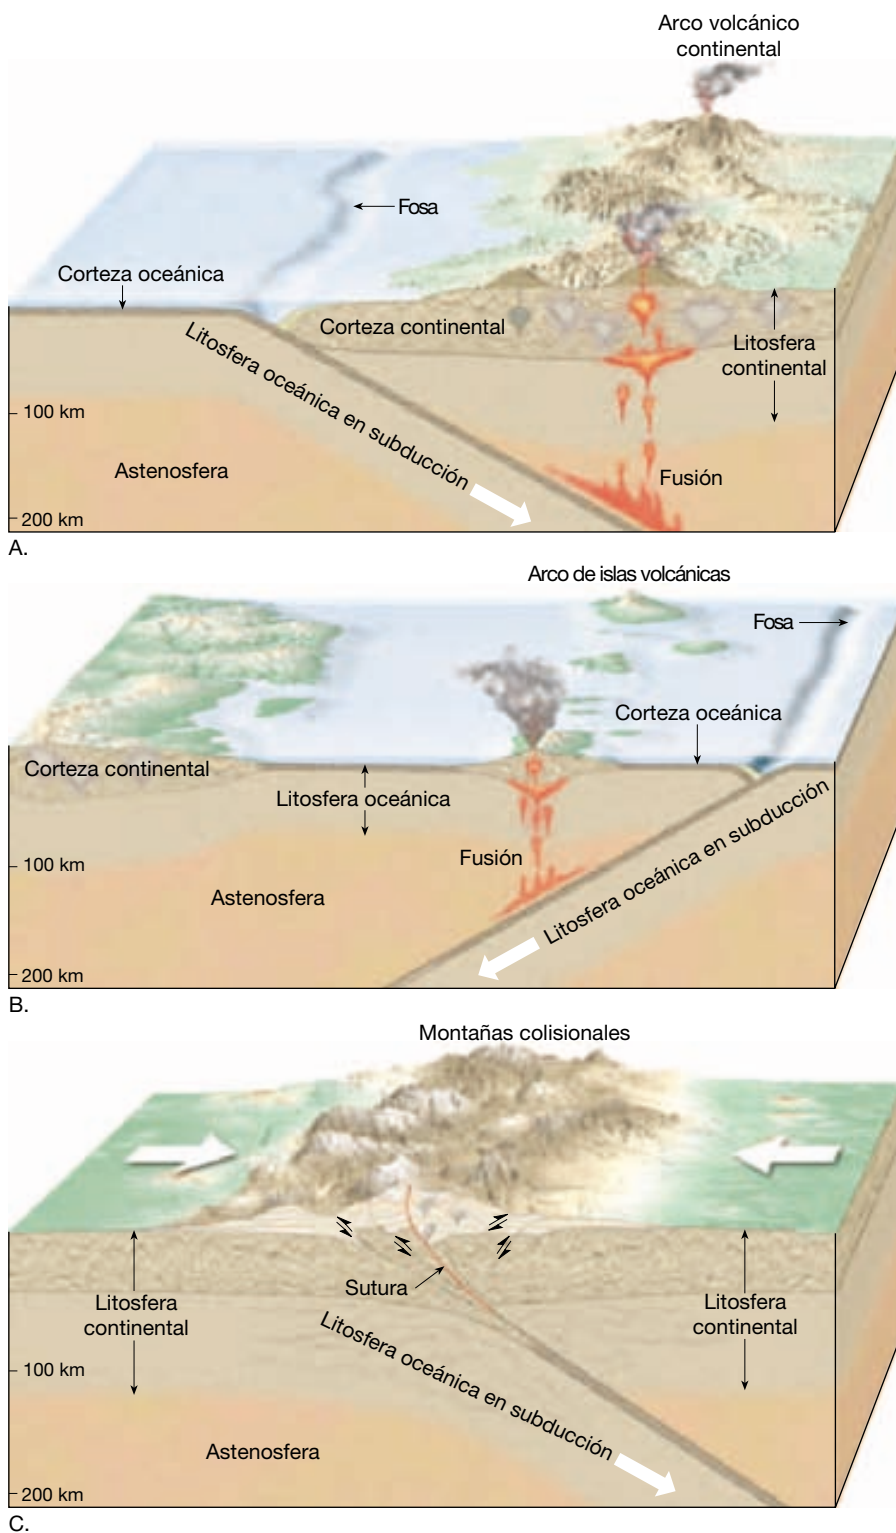 Arco volcánico
continental
Fosa
Corteza oceánica
Corteza continental
Litosfera
continental
Litosfera oceánica en subducción
100 km
Astenosfera
Fusión
200 km
A.
Arco de islas volcánicas
Fosa
Corteza oceánica
Corteza continental
Litosfera oceánica
Litosfera oceánica en subducción
Fusión
100 km
Astenosfera
200 km
B.
Montañas colisionales
Sutura
Litosfera
continental
Litosfera
continental
Litosfera oceánica en subducción
100 km
Astenosfera
200 km
C.